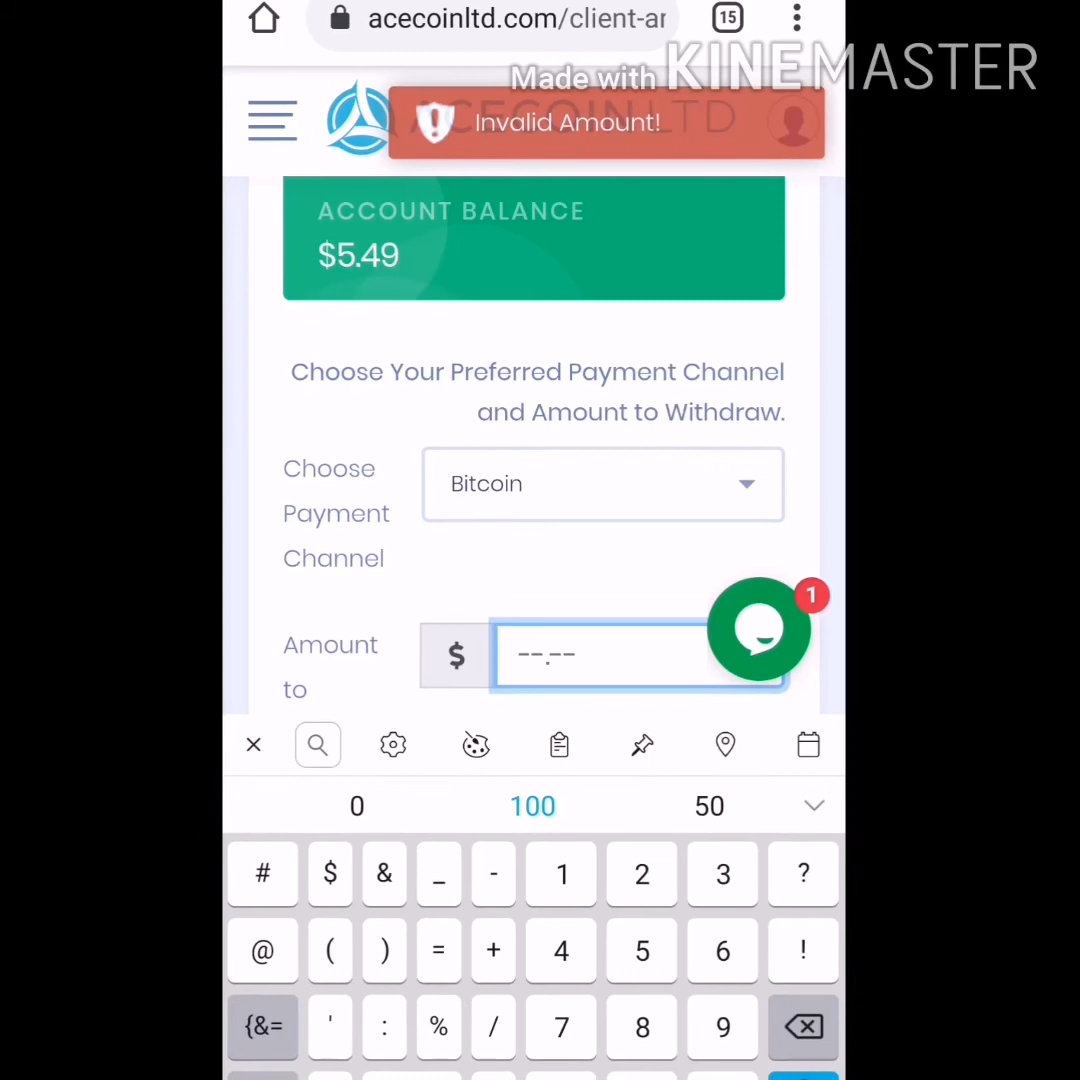 acecoinltd.com/client-ar
15
Made with KINEMASTER
ACECOINLTD
Invalid Amount!
ACCOUNT BALANCE
$5.49
Choose Your Preferred Payment Channel
and Amount to Withdraw.
Choose
Payment
Channel
Bitcoin
1
Amount
to
$
--.--
0 100 50
# $ & _ - 1 2 3 ?
@ ( ) = + 4 5 6 !
{&= ' : % / 7 8 9